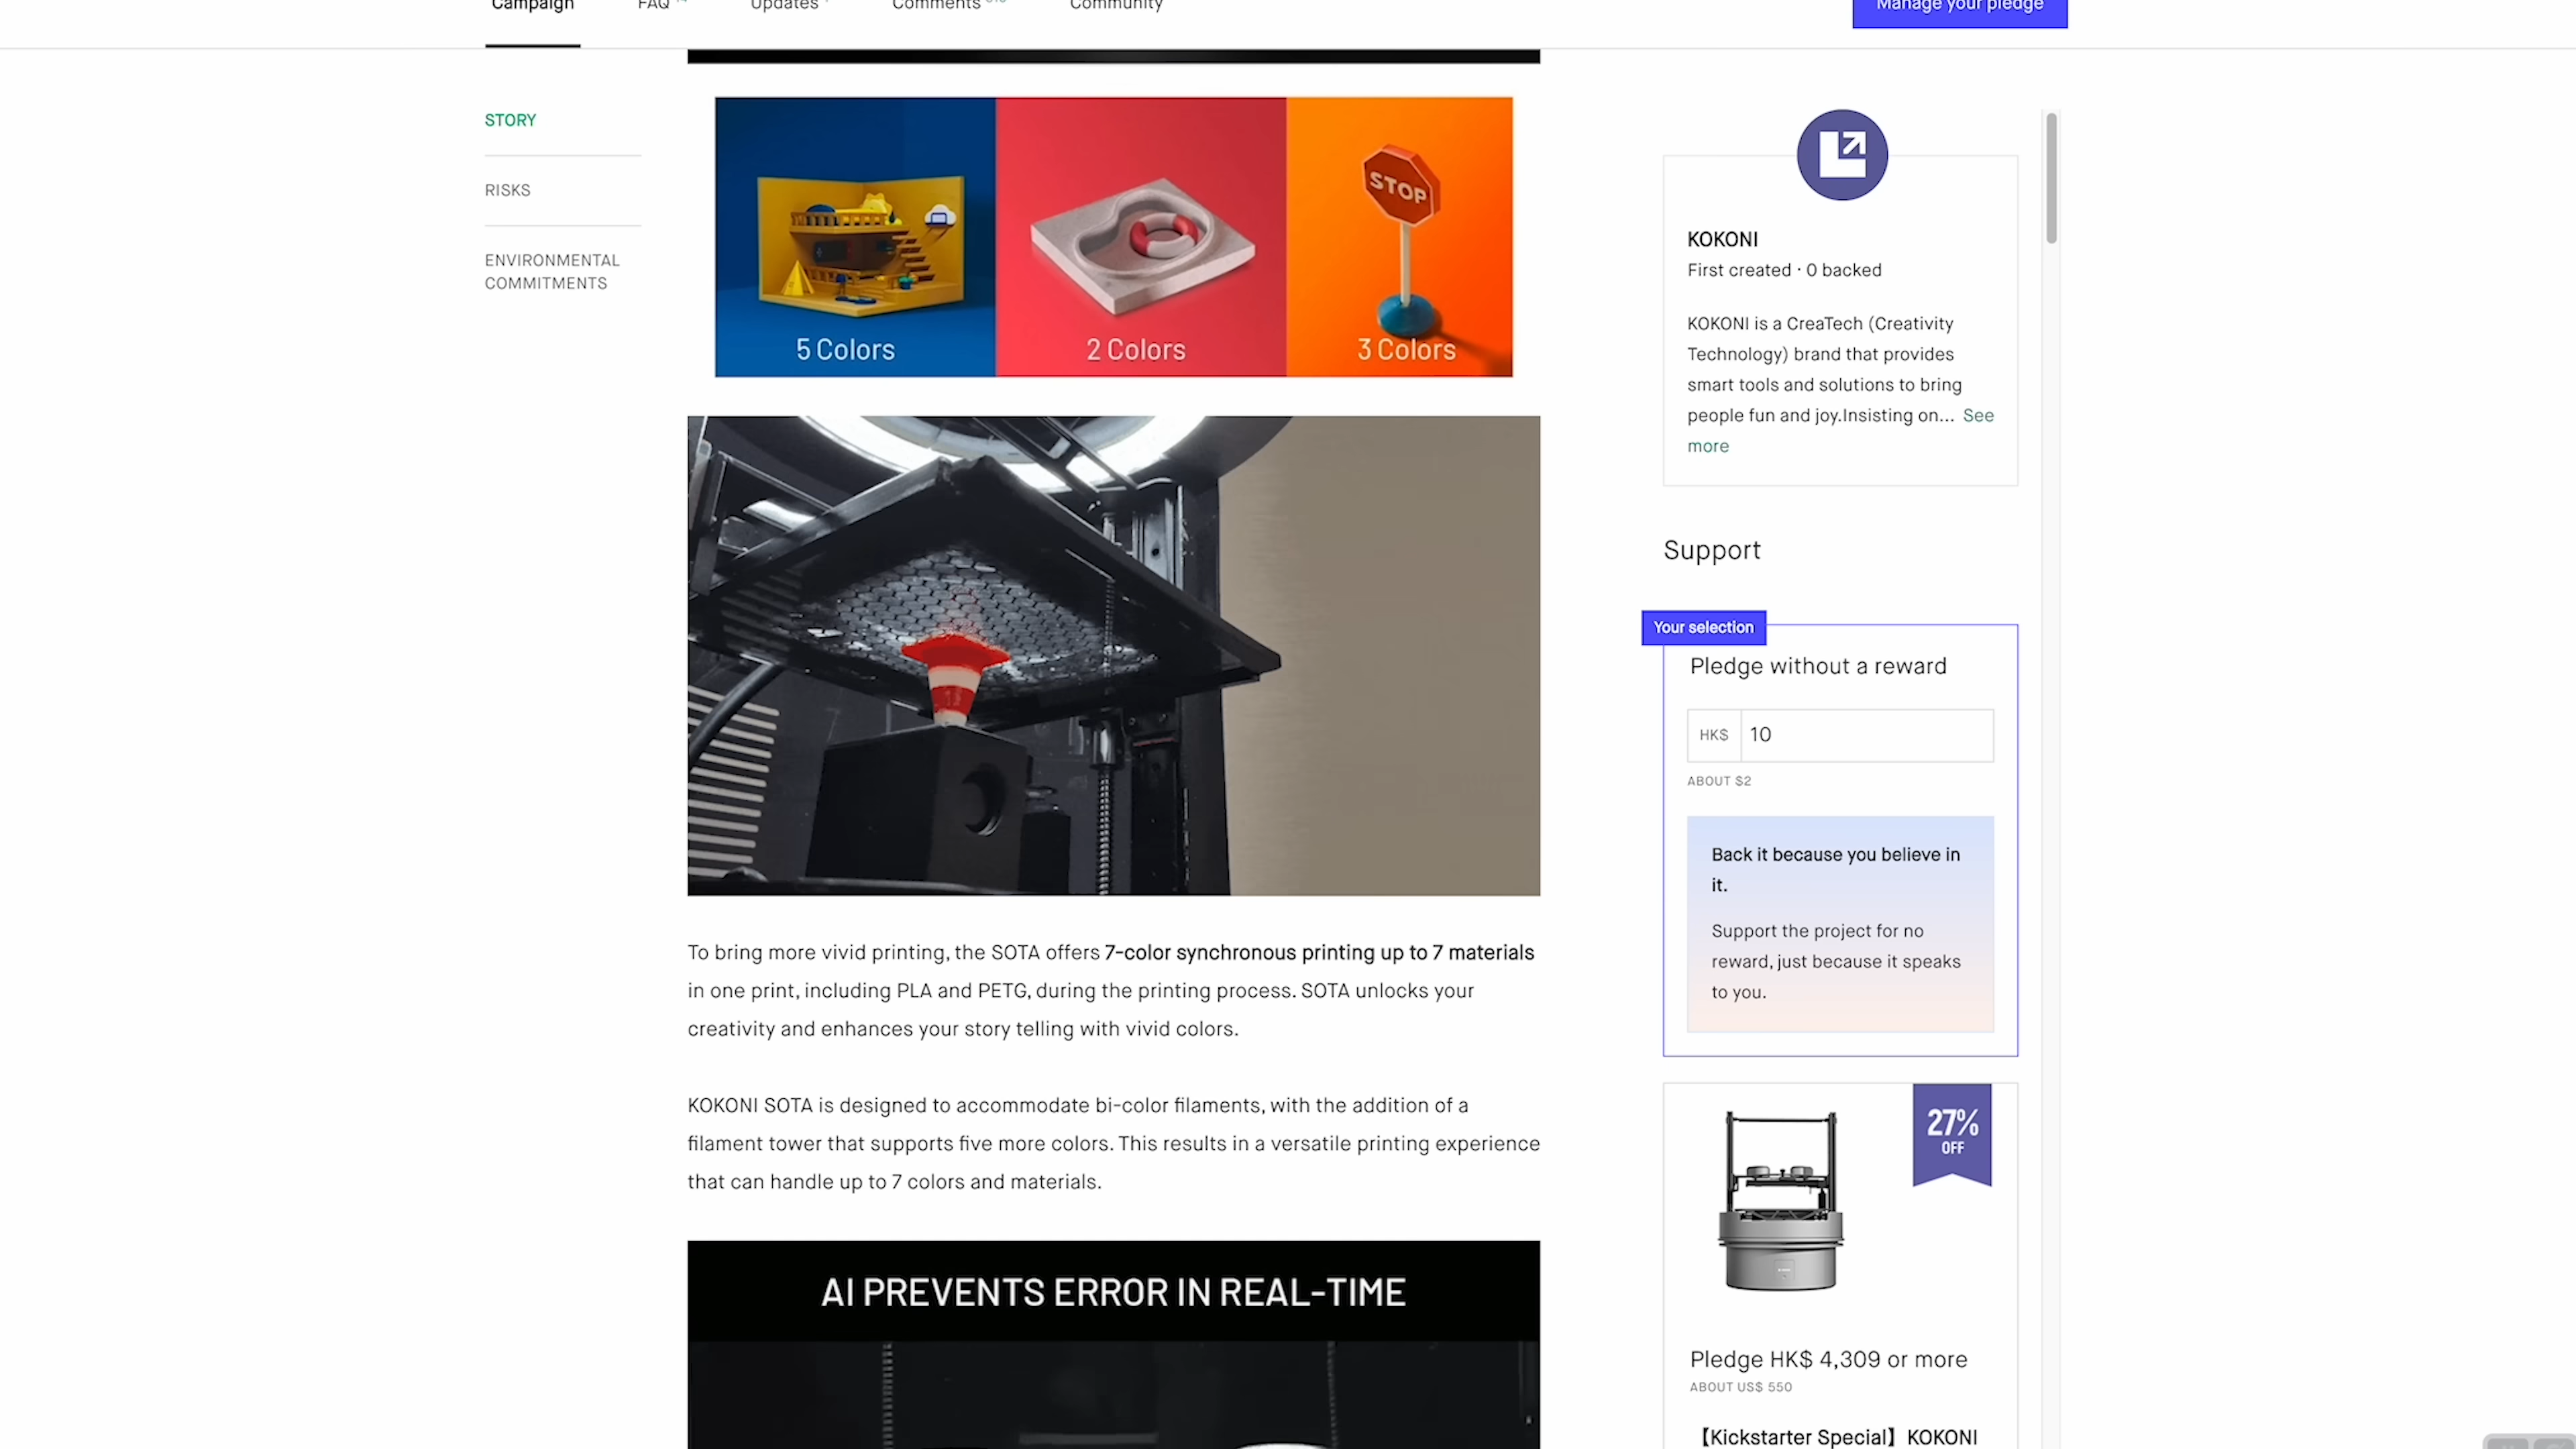 Campaign
FAQ
Updates
Comments
Community
Manage your pledge
STORY
RISKS
ENVIRONMENTAL
COMMITMENTS
5 Colors
2 Colors
STOP
3 Colors
To bring more vivid printing, the SOTA offers 7-color synchronous printing up to 7 materials
in one print, including PLA and PETG, during the printing process. SOTA unlocks your
creativity and enhances your story telling with vivid colors.
KOKONI SOTA is designed to accommodate bi-color filaments, with the addition of a
filament tower that supports five more colors. This results in a versatile printing experience
that can handle up to 7 colors and materials.
AI PREVENTS ERROR IN REAL-TIME
KOKONI
First created · 0 backed
KOKONI is a CreaTech (Creativity
Technology) brand that provides
smart tools and solutions to bring
people fun and joy.Insisting on... See
more
Support
Your selection
Pledge without a reward
HK$ 10
ABOUT $2
Back it because you believe in
it.
Support the project for no
reward, just because it speaks
to you.
27%
OFF
Pledge HK$ 4,309 or more
ABOUT US$ 550
【Kickstarter Special】KOKONI